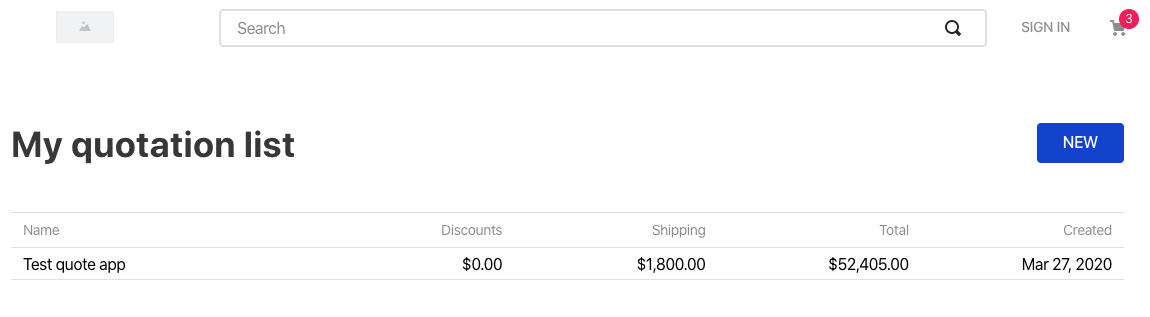 Search
SIGN IN
3
My quotation list
NEW
Name Discounts Shipping Total Created
Test quote app $0.00 $1,800.00 $52,405.00 Mar 27, 2020